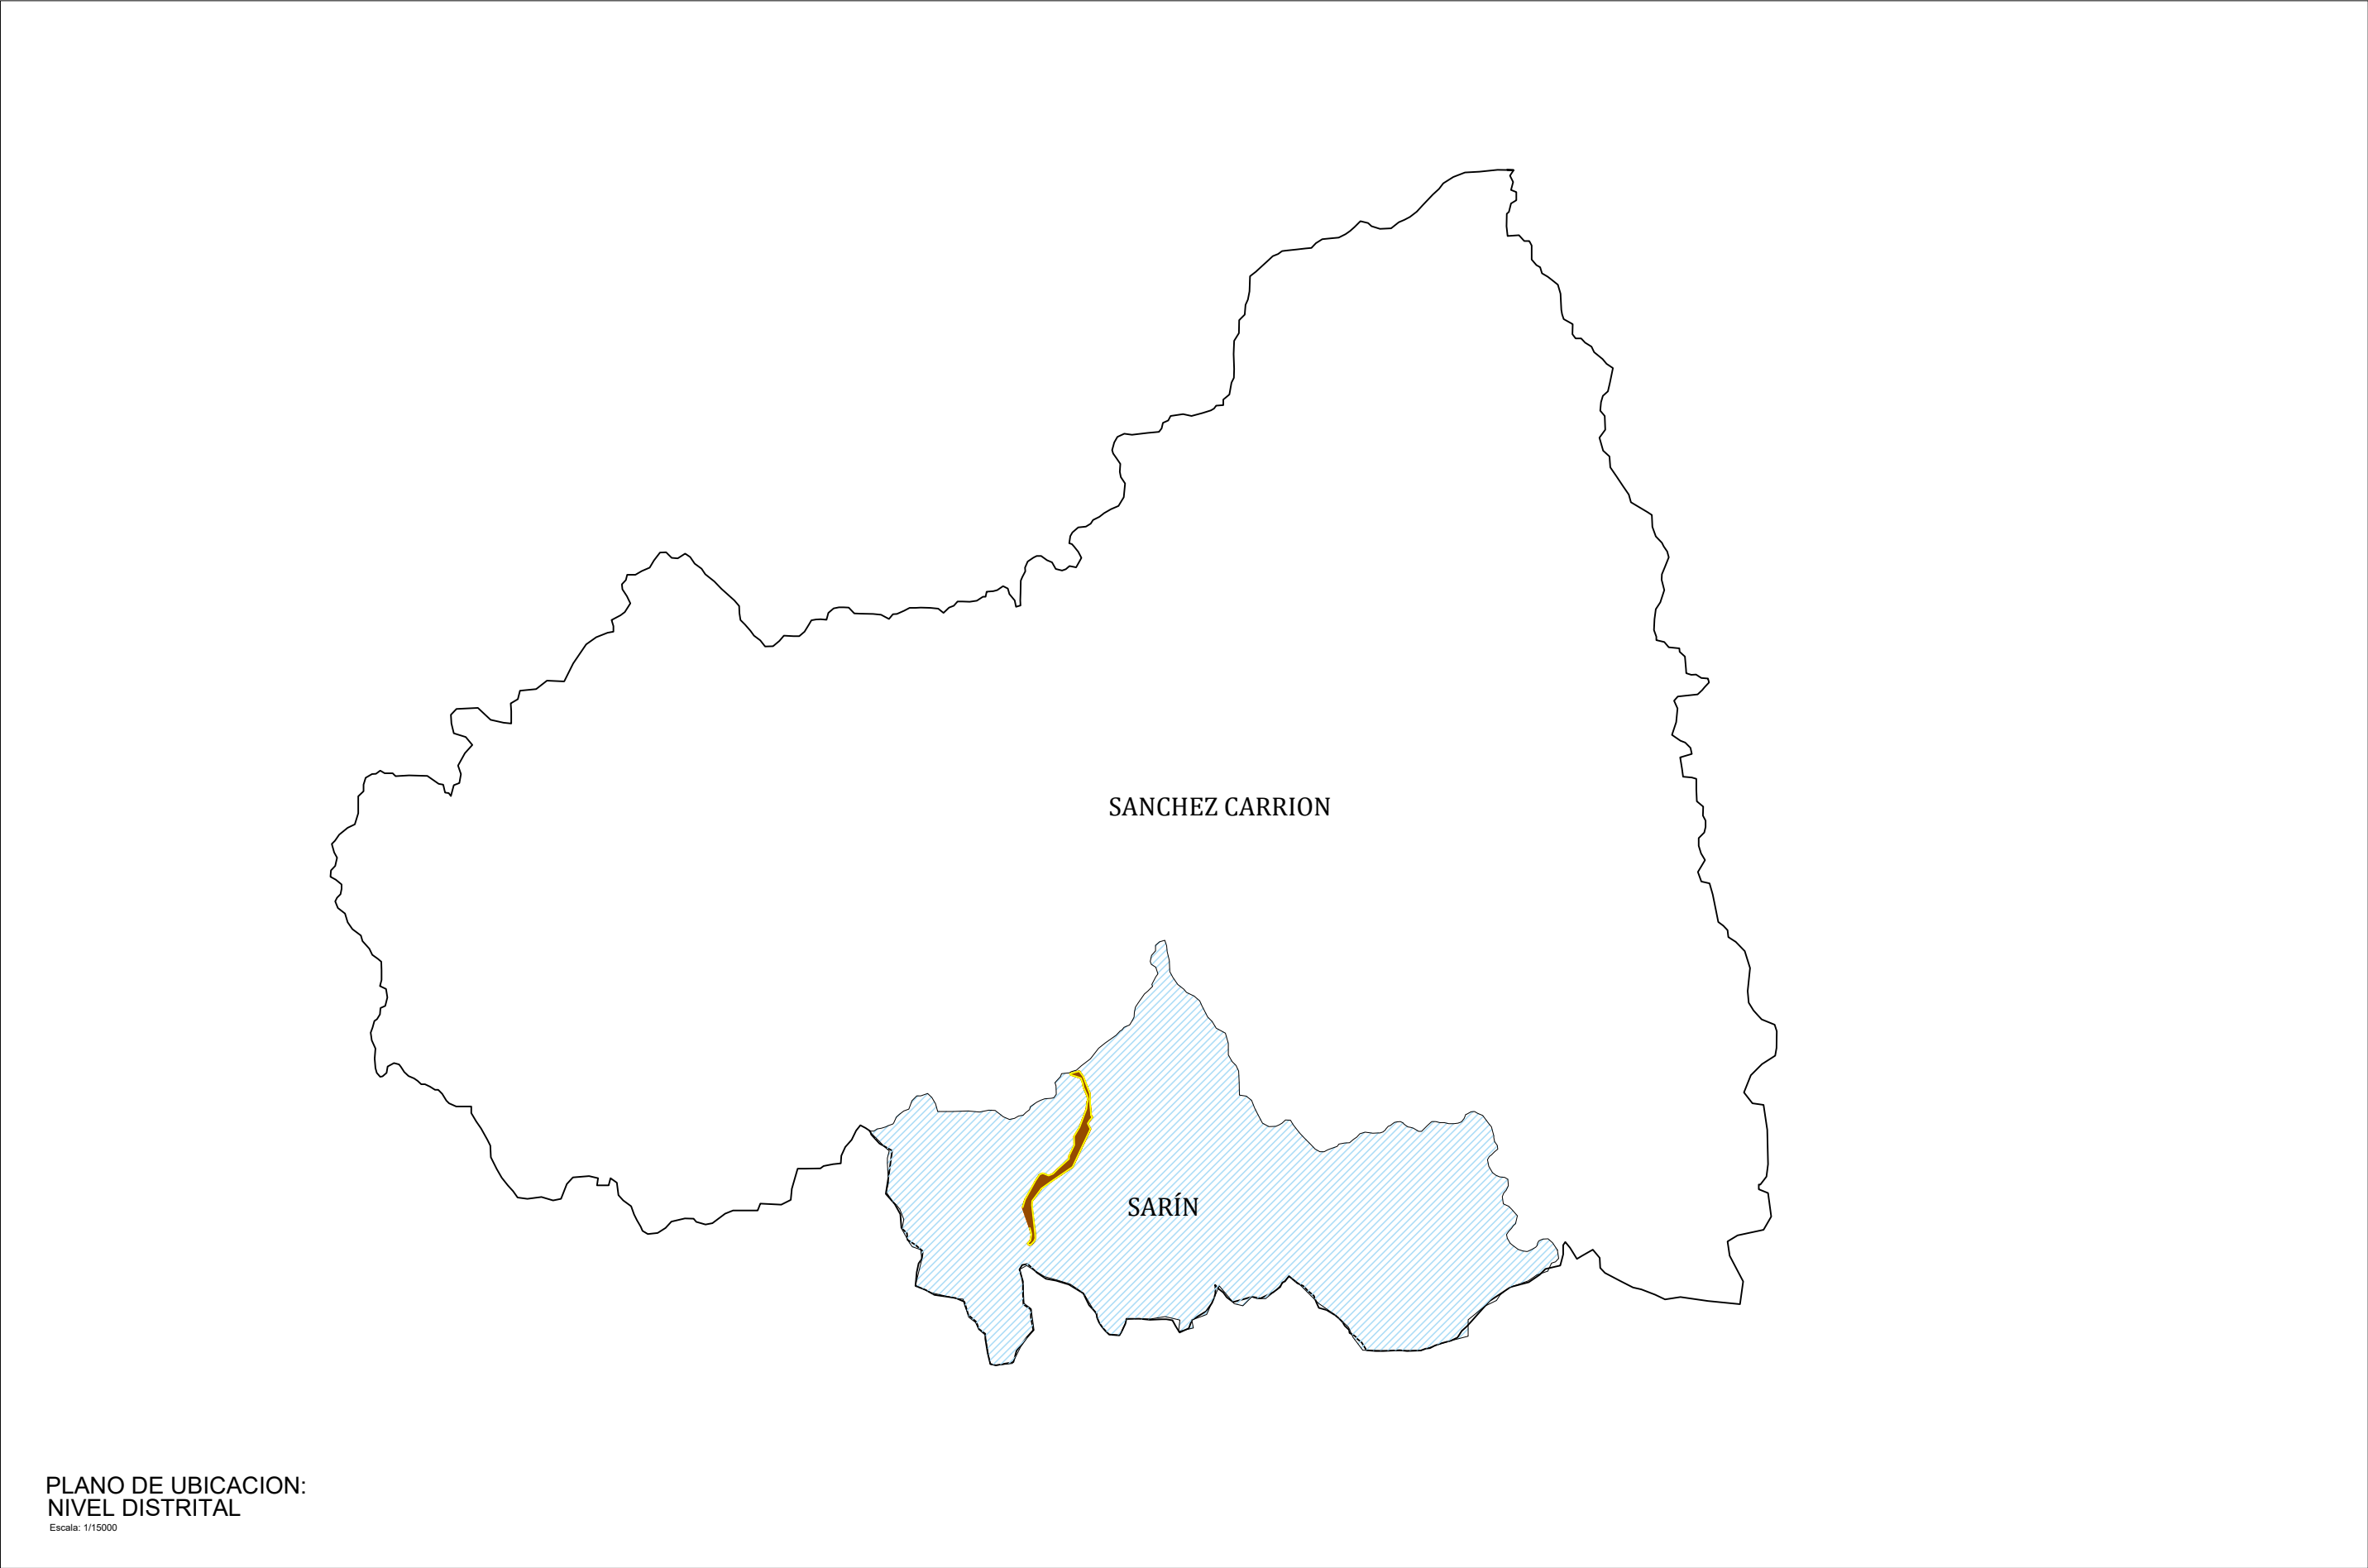 SANCHEZ CARRION
SARÍN
PLANO DE UBICACION:
NIVEL DISTRITAL
Escala: 1/15000